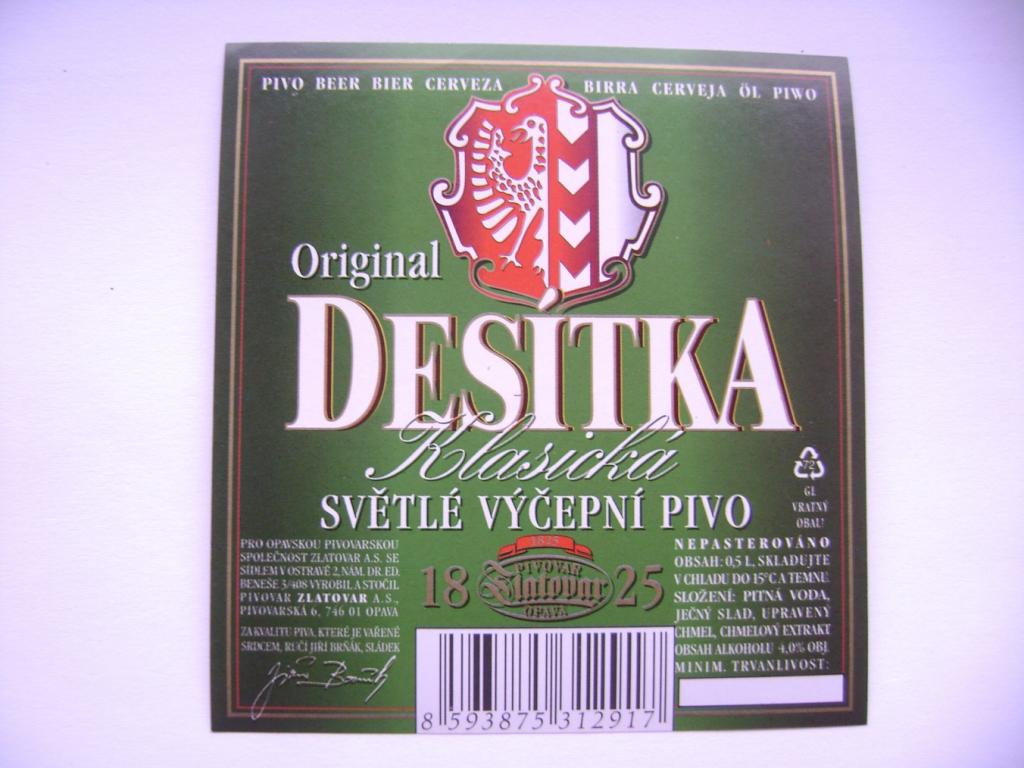 PIVO BEER BIER CERVEZA
BIRRA CERVEJA ÖL PIWO
Original
DESÍTKA
Klasická
SVĚTLÉ VÝČEPNÍ PIVO
PRO OPAVSKOU PIVOVARSKOU
SPOLEČNOST ZLATOVAR A.S. SE
SÍDLEM V OSTRAVĚ 2, NÁM. DR. ED.
BENEŠE 3/408 VYROBIL A STOČIL
PIVOVAR ZLATOVAR A.S.,
PIVOVARSKÁ 6, 746 01 OPAVA
ZA KVALITU PIVA, KTERÉ JE VAŘENÉ
SRDCEM, RUČÍ JIŘÍ BRŇÁK, SLÁDEK
1825
18 25
PIVOVAR
Zlatovar
OPAVA
8 593875 312917
72
GL
VRATNÝ
OBAL!
NEPASTEROVÁNO
OBSAH: 0,5 L, SKLADUJTE
V CHLADU DO 15°C A TEMNU.
SLOŽENÍ: PITNÁ VODA,
JEČNÝ SLAD, UPRAVENÝ
CHMEL, CHMELOVÝ EXTRAKT
OBSAH ALKOHOLU 4,0% OBJ.
MINIM. TRVANLIVOST: